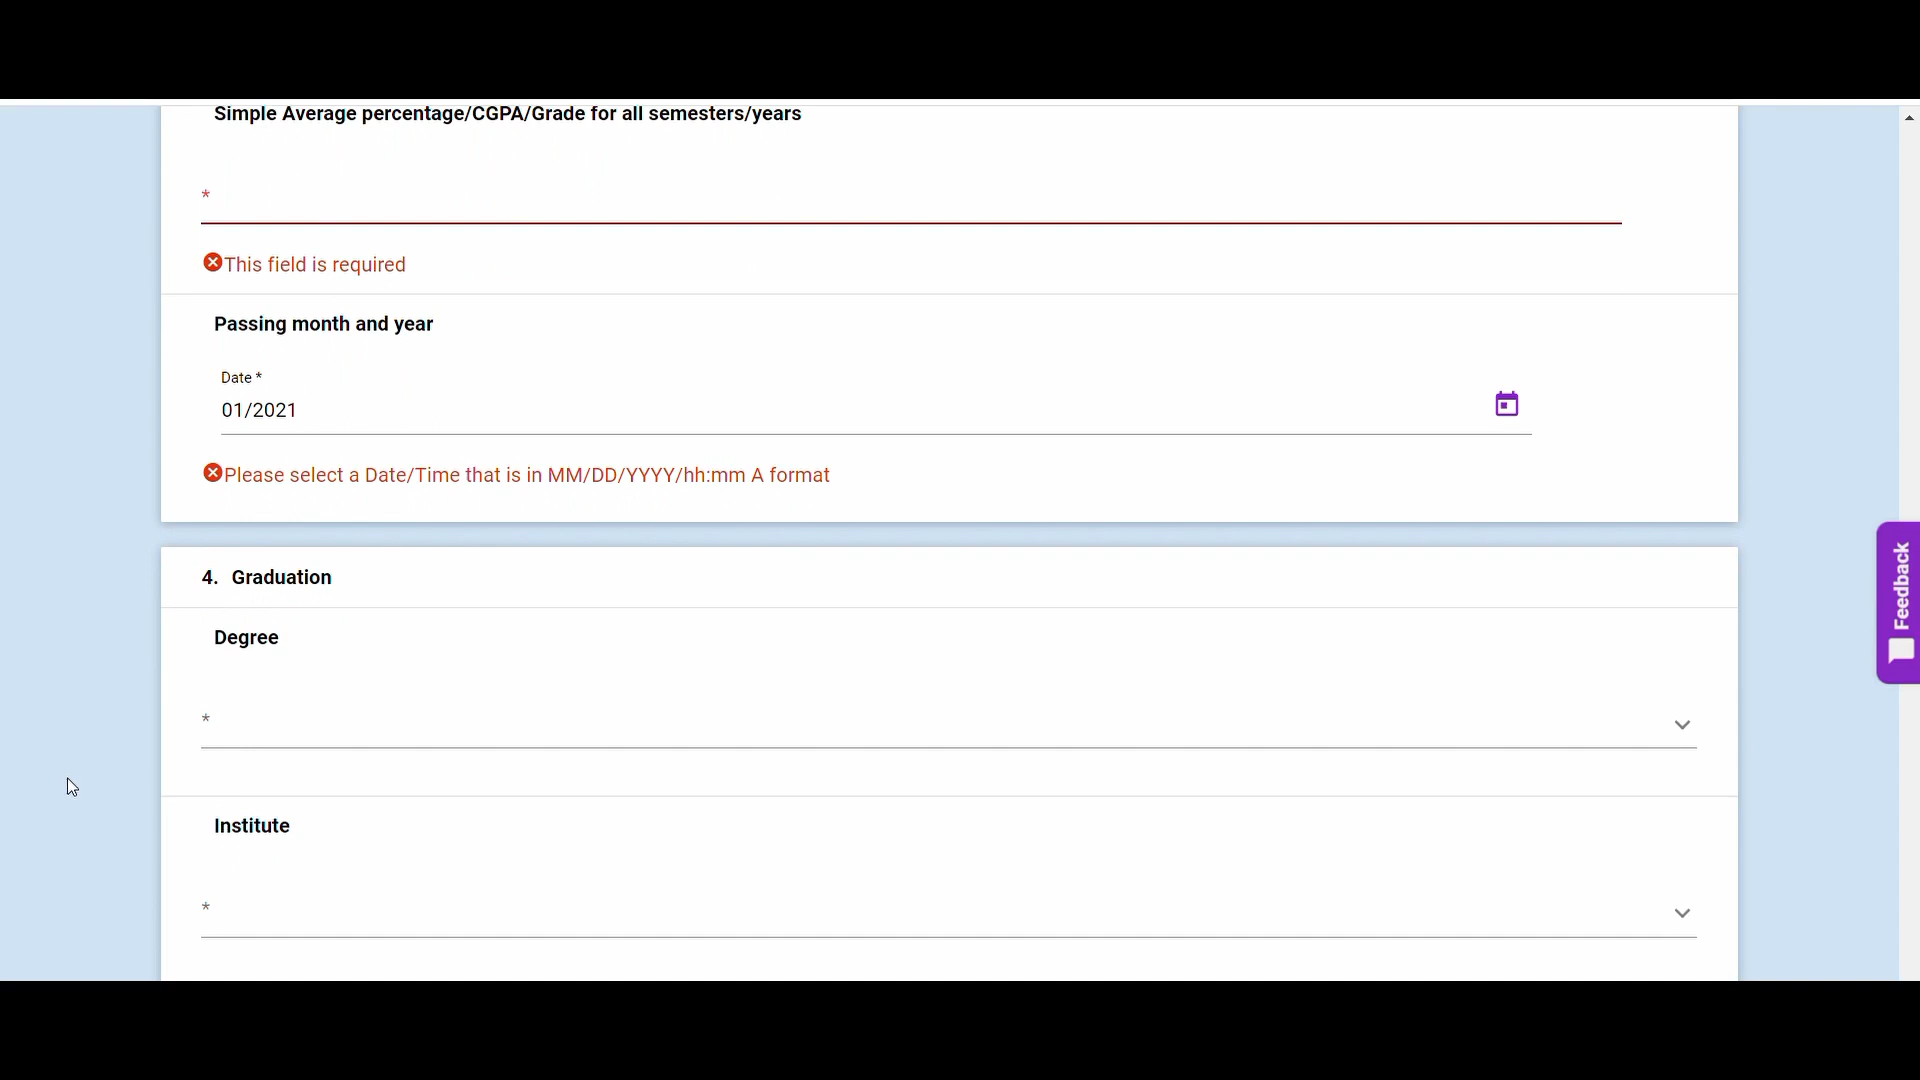 Simple Average percentage/CGPA/Grade for all semesters/years
*
This field is required
Passing month and year
Date *
01/2021
Please select a Date/Time that is in MM/DD/YYYY/hh:mm A format
Feedback
4. Graduation
Degree
*
Institute
*